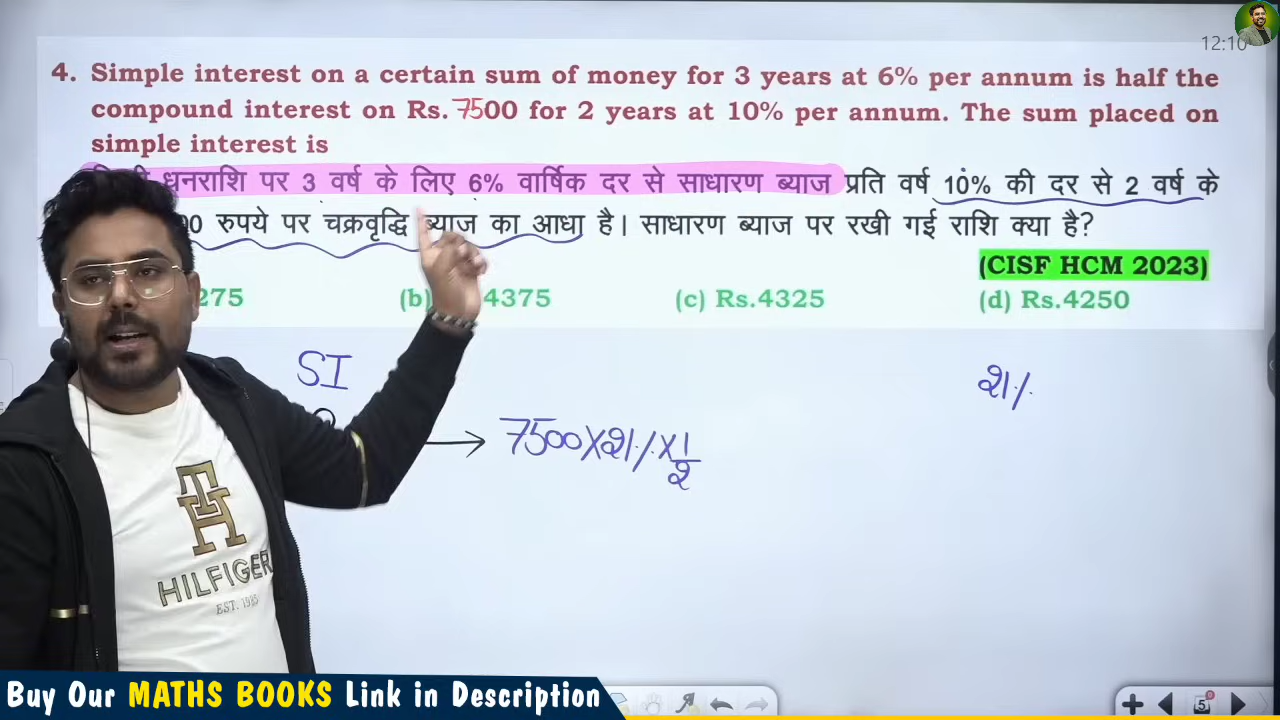 12:10
4. Simple interest on a certain sum of money for 3 years at 6% per annum is half the
compound interest on Rs.7500 for 2 years at 10% per annum. The sum placed on
simple interest is
धनराशि पर 3 वर्ष के लिए 6% वार्षिक दर से साधारण ब्याज प्रति वर्ष 10% की दर से 2 वर्ष के
00 रुपये पर चक्रवृद्धि ब्याज का आधा है। साधारण ब्याज पर रखी गई राशि क्या है?
(CISF HCM 2023)
275 (b) 4375 (c) Rs.4325 (d) Rs.4250
SI
21%
7500×21%×1/2
HILFIGER
EST. 1985
Buy Our MATHS BOOKS Link in Description
5